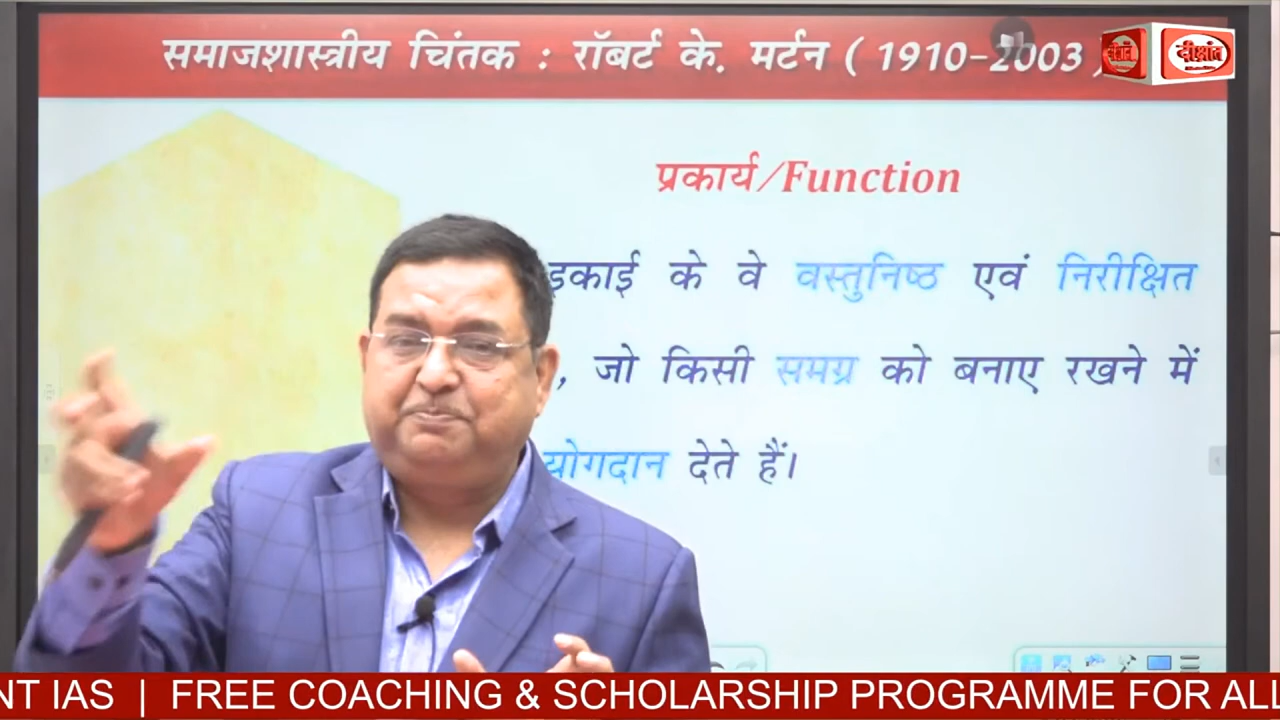 समाजशास्त्रीय चिंतक : रॉबर्ट के. मर्टन ( 1910-2003 )
दीक्षांत
प्रकार्य/Function
इकाई के वे वस्तुनिष्ठ एवं निरीक्षित
, जो किसी समग्र को बनाए रखने में
योगदान देते हैं।
NT IAS | FREE COACHING & SCHOLARSHIP PROGRAMME FOR ALL